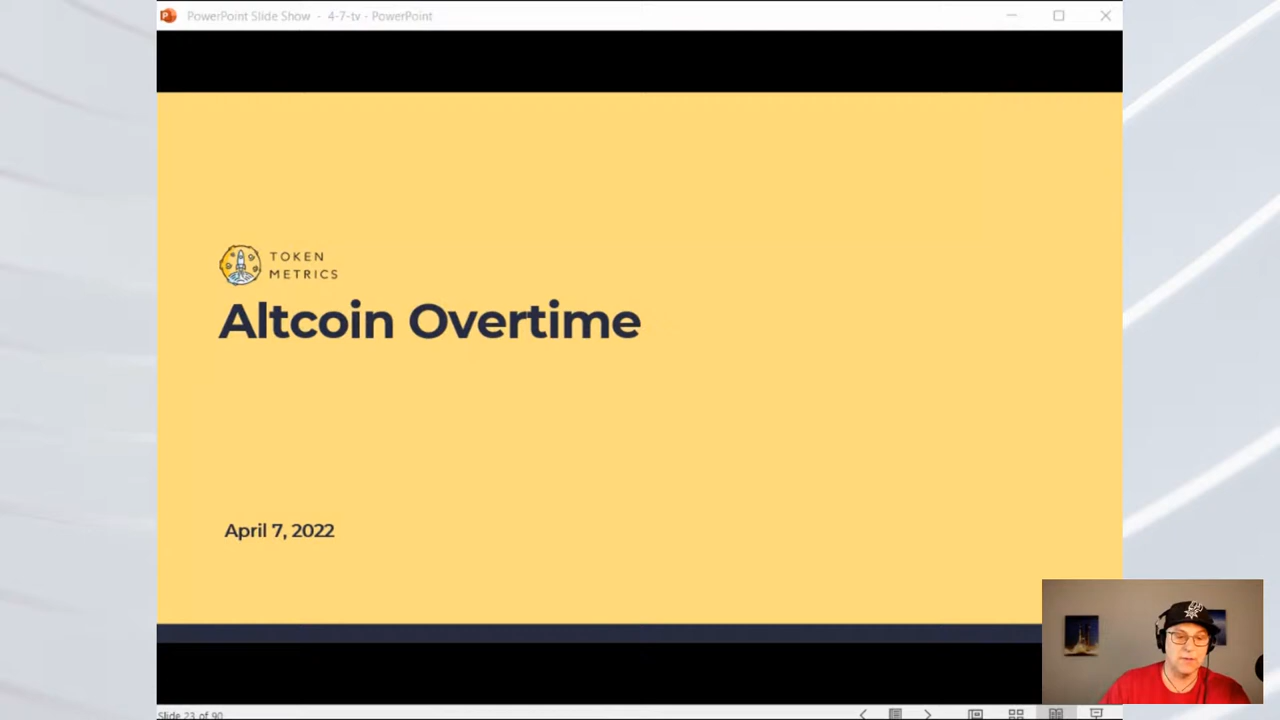 PowerPoint Slide Show - 4-7-tv - PowerPoint
TOKEN
METRICS
Altcoin Overtime
April 7, 2022
Slide 23 of 90